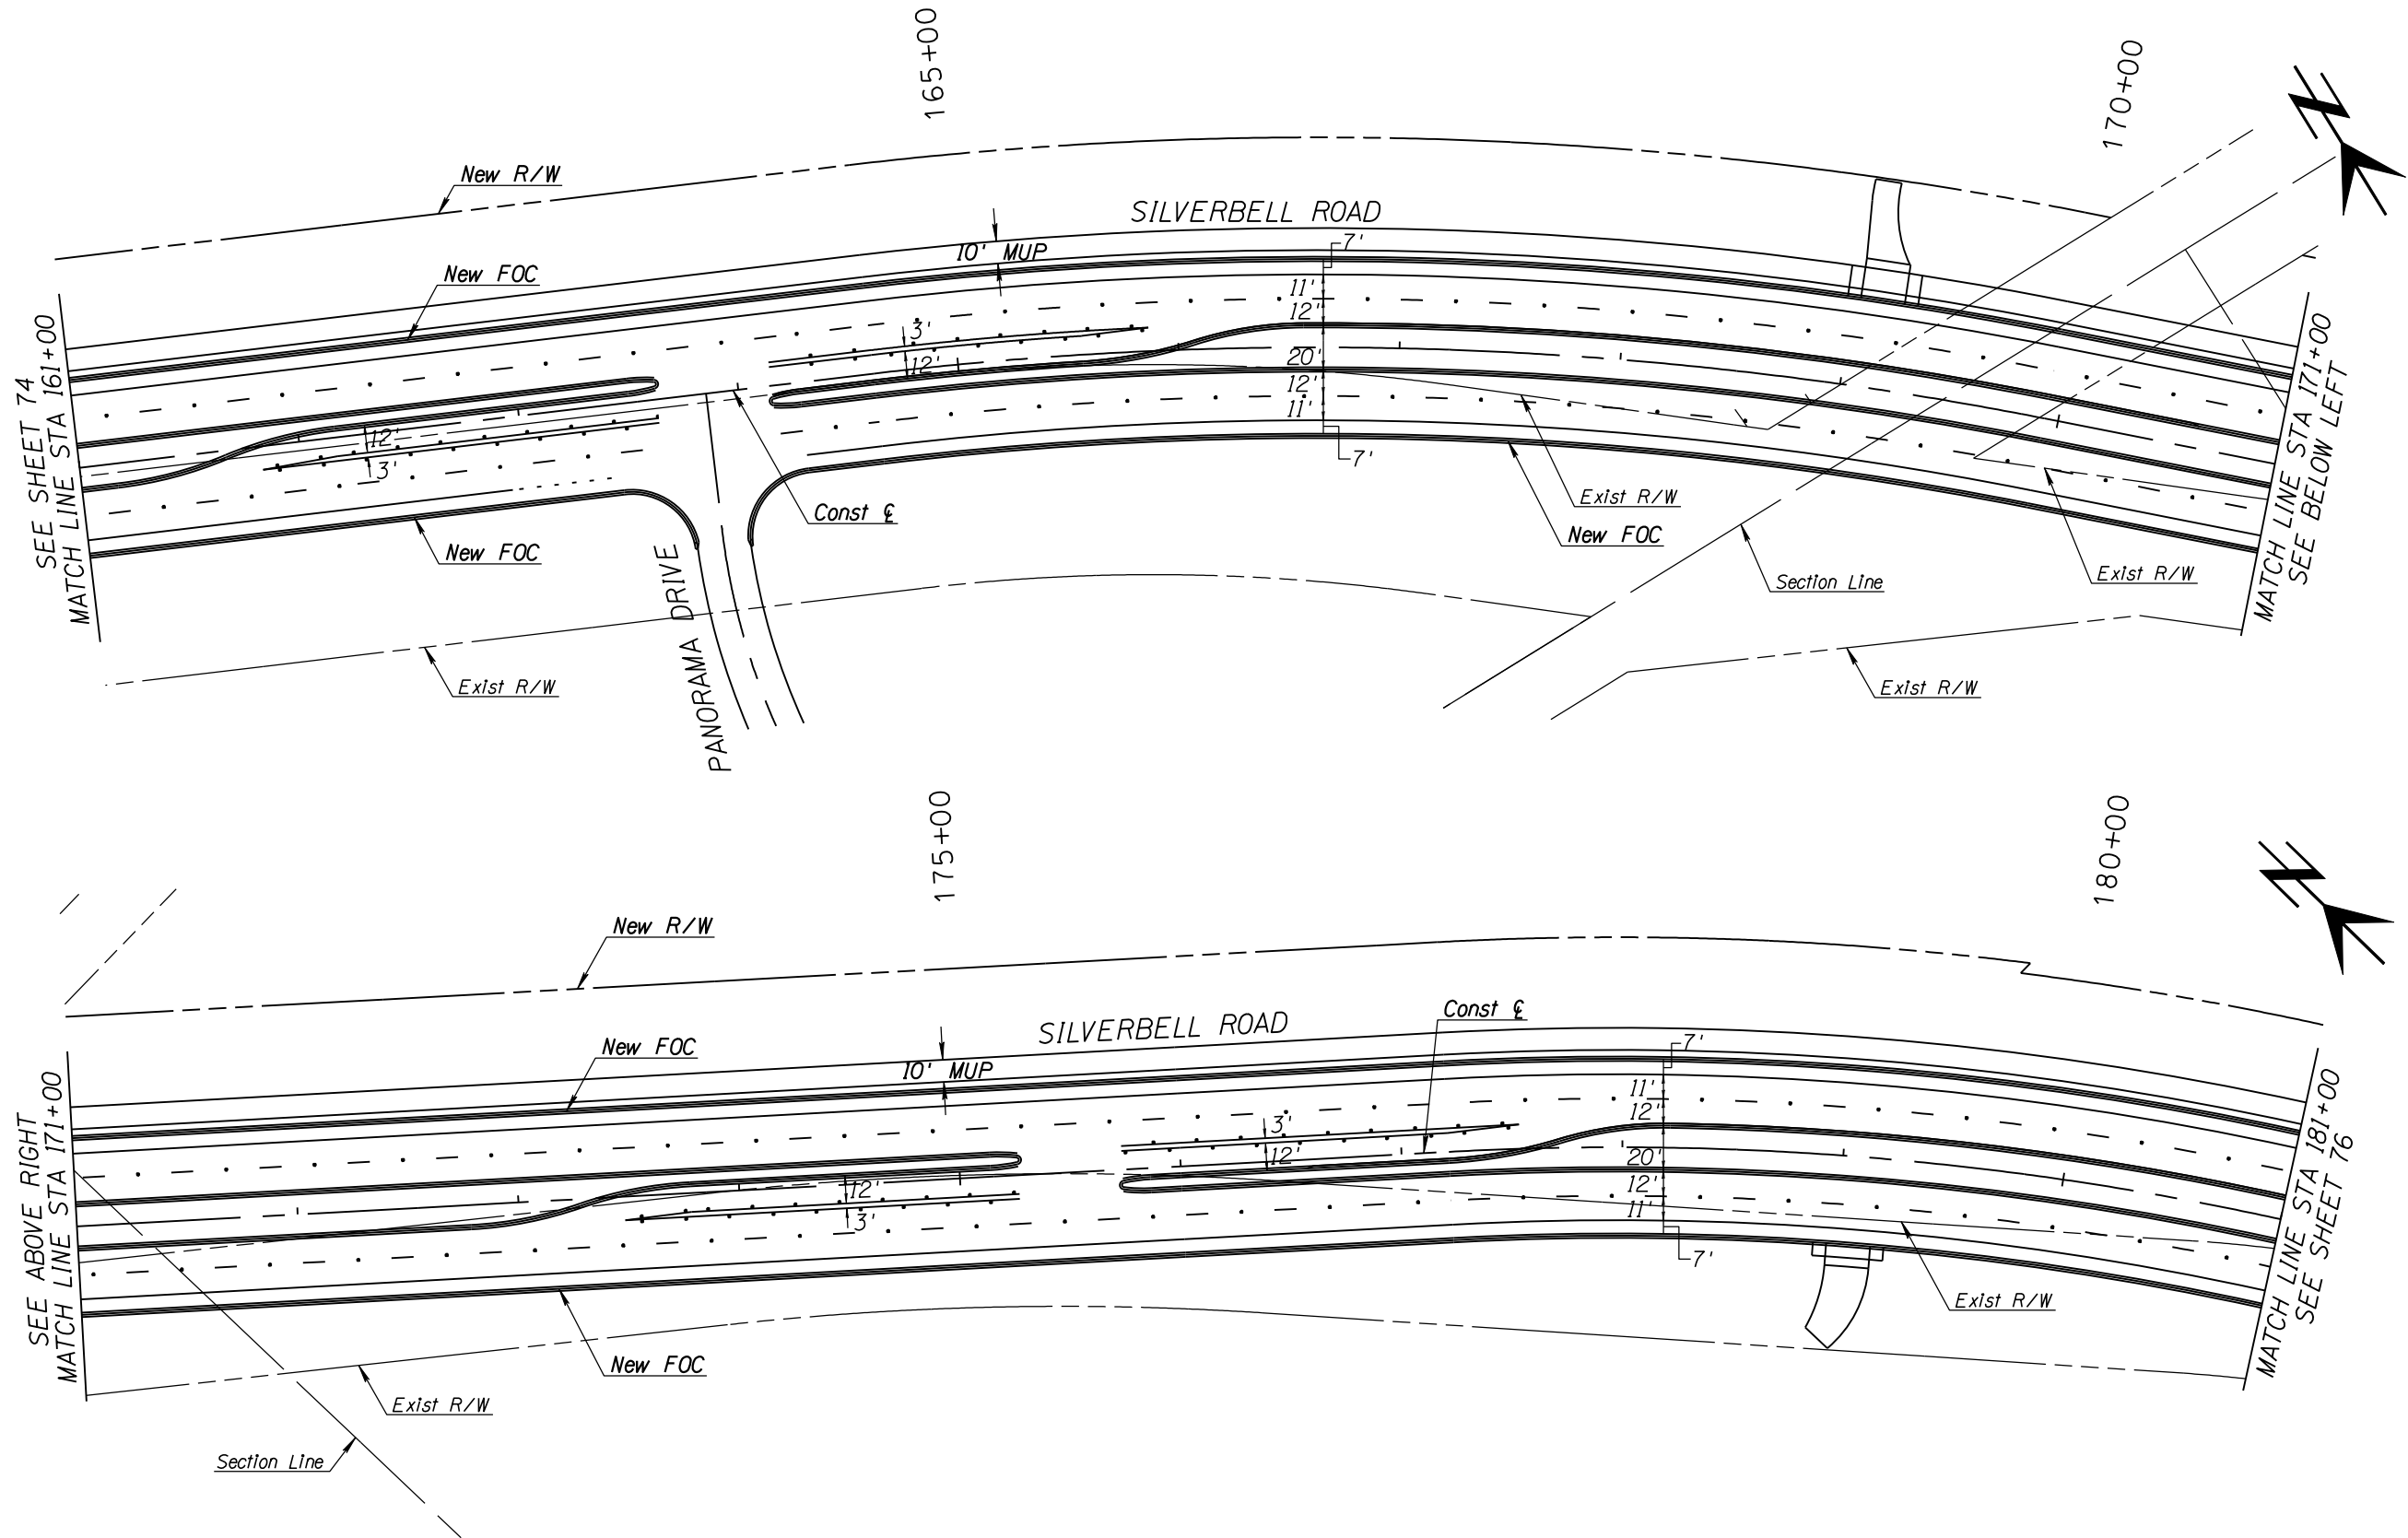 165+00
170+00
New R/W
SILVERBELL ROAD
10' MUP
7'
New FOC
11'
12'
3'
12'
20'
12'
11'
7'
12'
3'
SEE SHEET 74
MATCH LINE STA 161+00
MATCH LINE STA 171+00
SEE BELOW LEFT
Const ℄
Exist R/W
New FOC
New FOC
Section Line
Exist R/W
PANORAMA DRIVE
Exist R/W
Exist R/W
N
175+00
180+00
New R/W
Const ℄
SILVERBELL ROAD
New FOC
10' MUP
7'
11'
12'
3'
12'
20'
12'
11'
7'
12'
3'
SEE ABOVE RIGHT
MATCH LINE STA 171+00
MATCH LINE STA 181+00
SEE SHEET 76
Exist R/W
New FOC
Exist R/W
Section Line
N